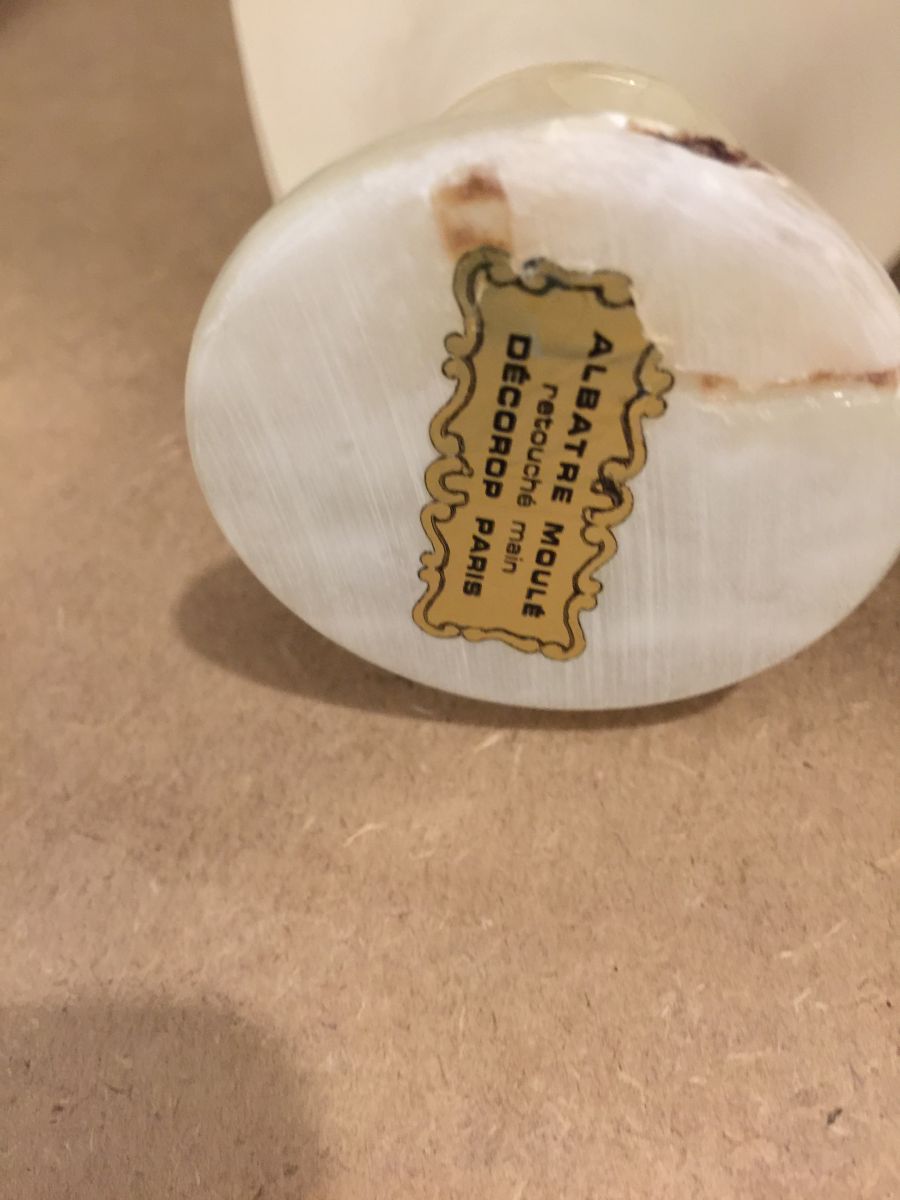 ALBATRE MOULÉ
retouché main
DÉCOROP PARIS